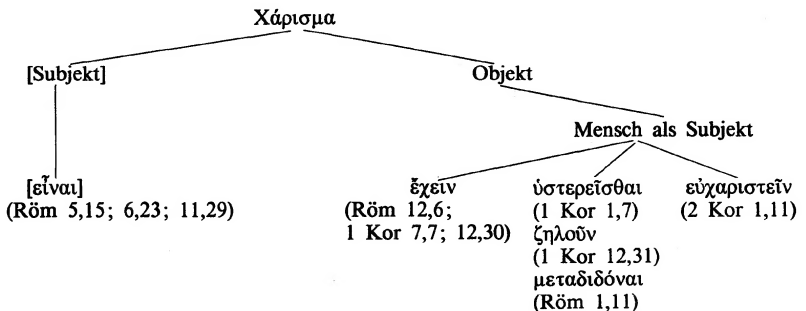 Χάρισμα
[Subjekt] Objekt
Mensch als Subjekt
[εἶναι] ἔχειν ὑστερεῖσθαι εὐχαριστεῖν
(Röm 5,15; 6,23; 11,29) (Röm 12,6; (1 Kor 1,7) (2 Kor 1,11)
1 Kor 7,7; 12,30) ζηλοῦν
(1 Kor 12,31)
μεταδιδόναι
(Röm 1,11)